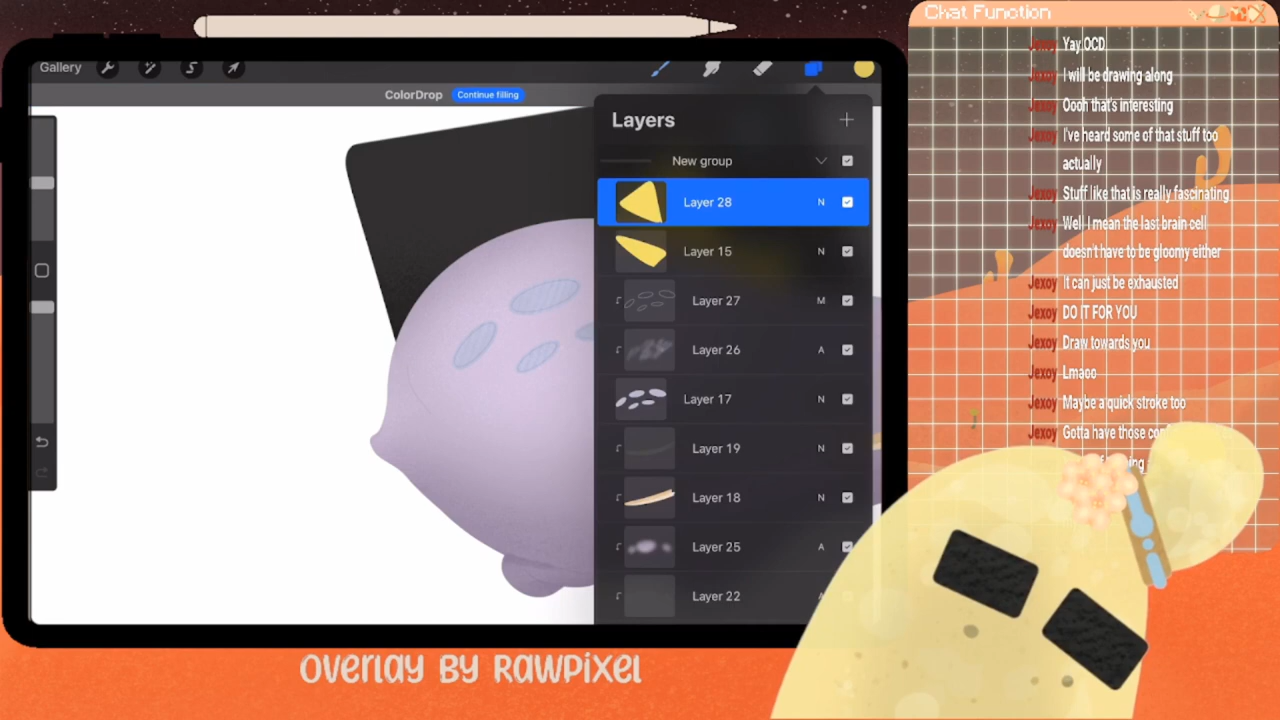 Chat Function
Gallery
ColorDrop Continue filling
Layers
New group
Layer 28 N
Layer 15 N
Layer 27 M
Layer 26 A
Layer 17 N
Layer 19 N
Layer 18 N
Layer 25 A
Layer 22
Jexoy Yay OCD
Jexoy I will be drawing along
Jexoy Oooh that's interesting
Jexoy I've heard some of that stuff too
actually
Jexoy Stuff like that is really fascinating
Jexoy Well I mean the last brain cell
doesn't have to be gloomy either
Jexoy It can just be exhausted
Jexoy DO IT FOR YOU
Jexoy Draw towards you
Jexoy Lmaoo
Jexoy Maybe a quick stroke too
Jexoy Gotta have those
OVERLAY BY RAWPIXEL